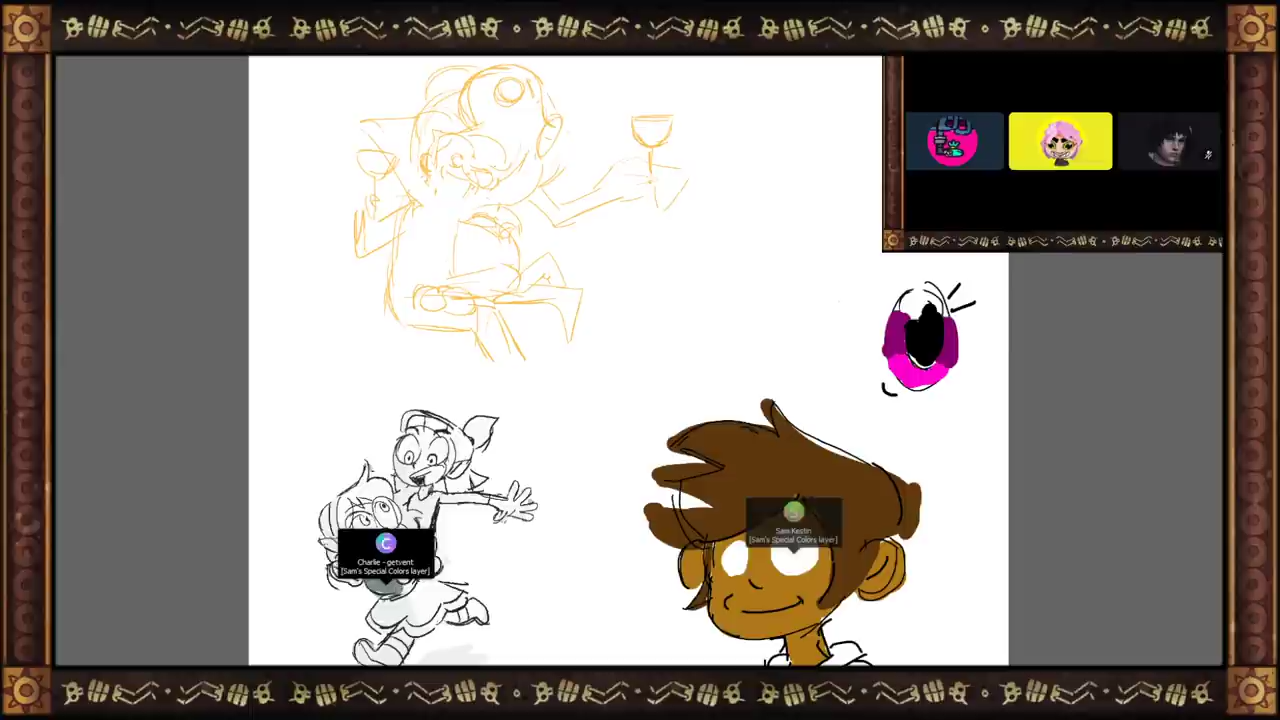 Sam Kestin
[Sam's Special Colors layer]
Charlie - getvent
[Sam's Special Colors layer]